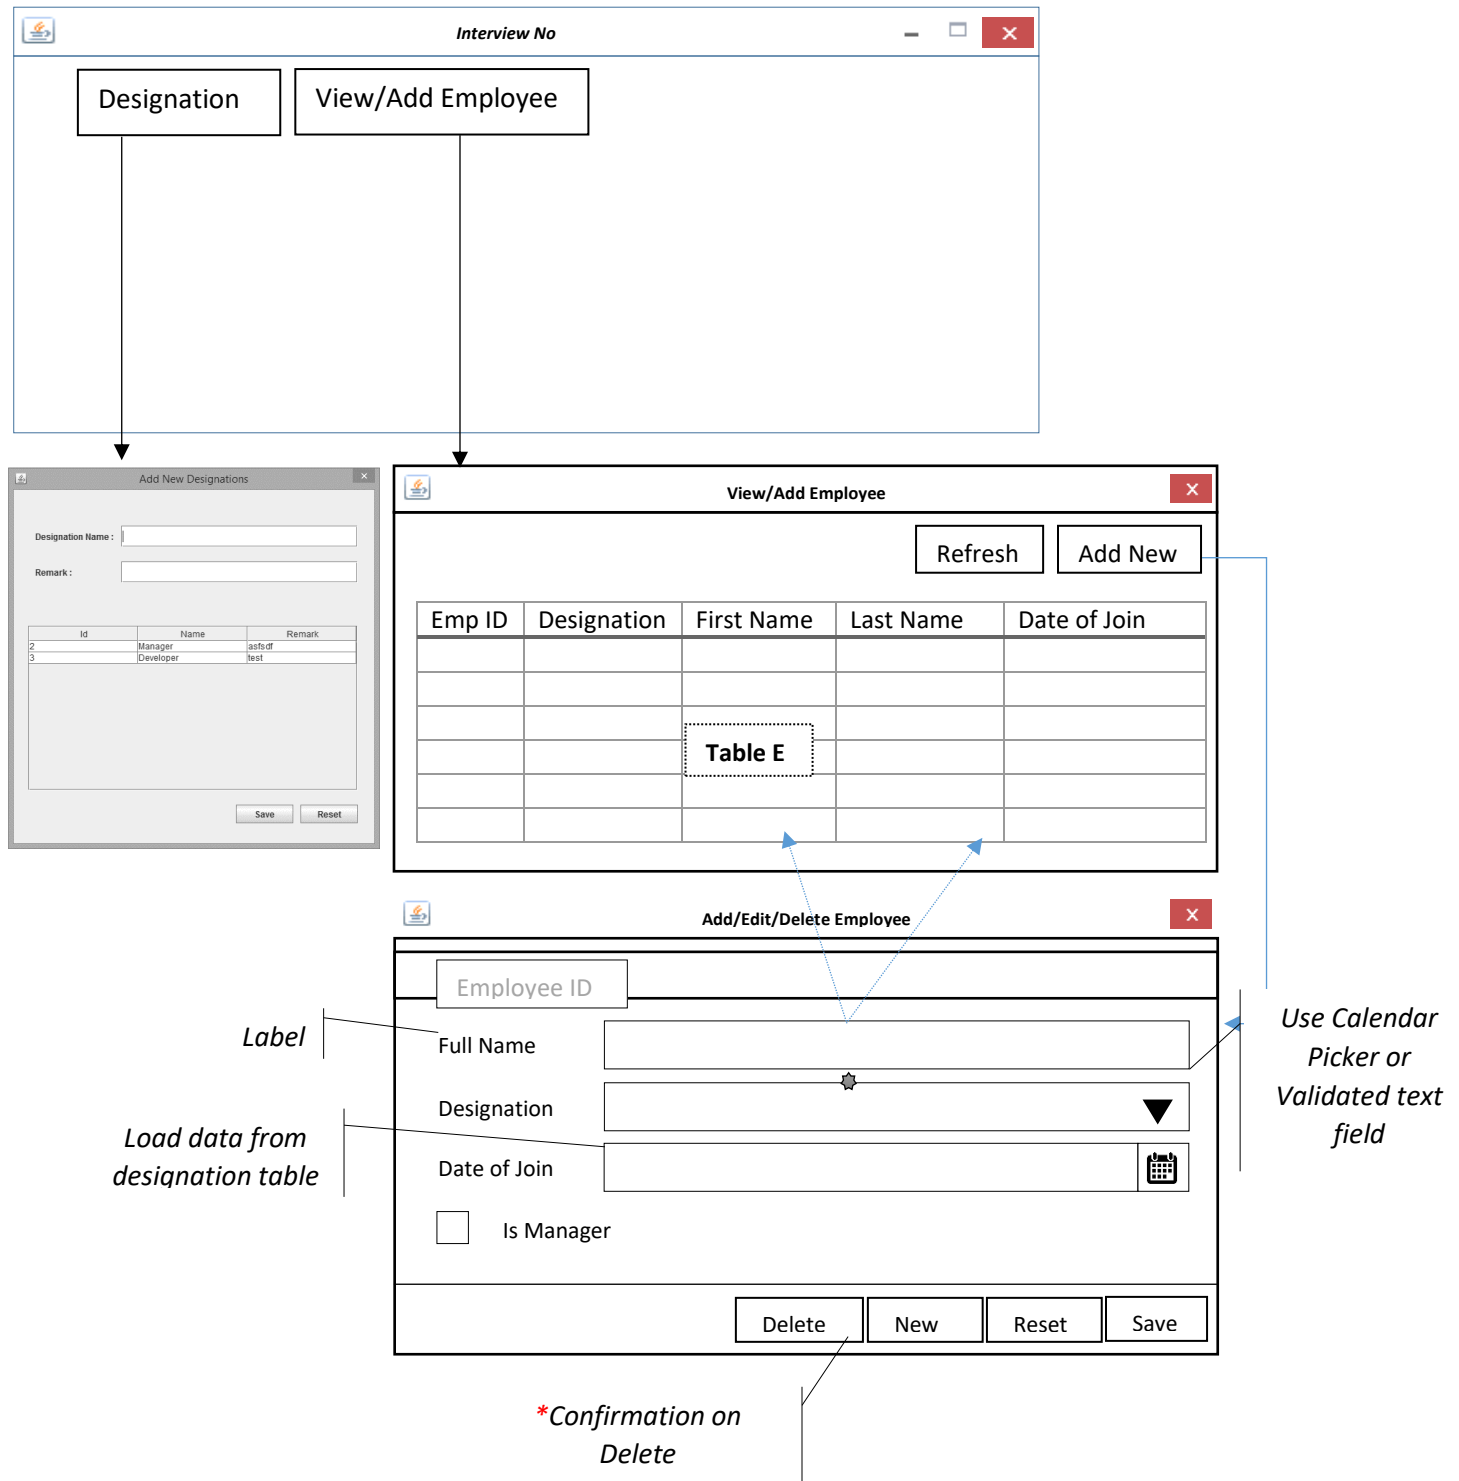 Interview No
Designation
View/Add Employee
Add New Designations
Designation Name :
Remark :
Id Name Remark
2 Manager asfsdf
3 Developer test
Save Reset
View/Add Employee
Refresh Add New
Emp ID Designation First Name Last Name Date of Join
Table E
Add/Edit/Delete Employee
Employee ID
Label
Full Name
Use Calendar
Picker or
Validated text
field
Designation
Load data from
designation table
Date of Join
Is Manager
Delete New Reset Save
*Confirmation on
Delete